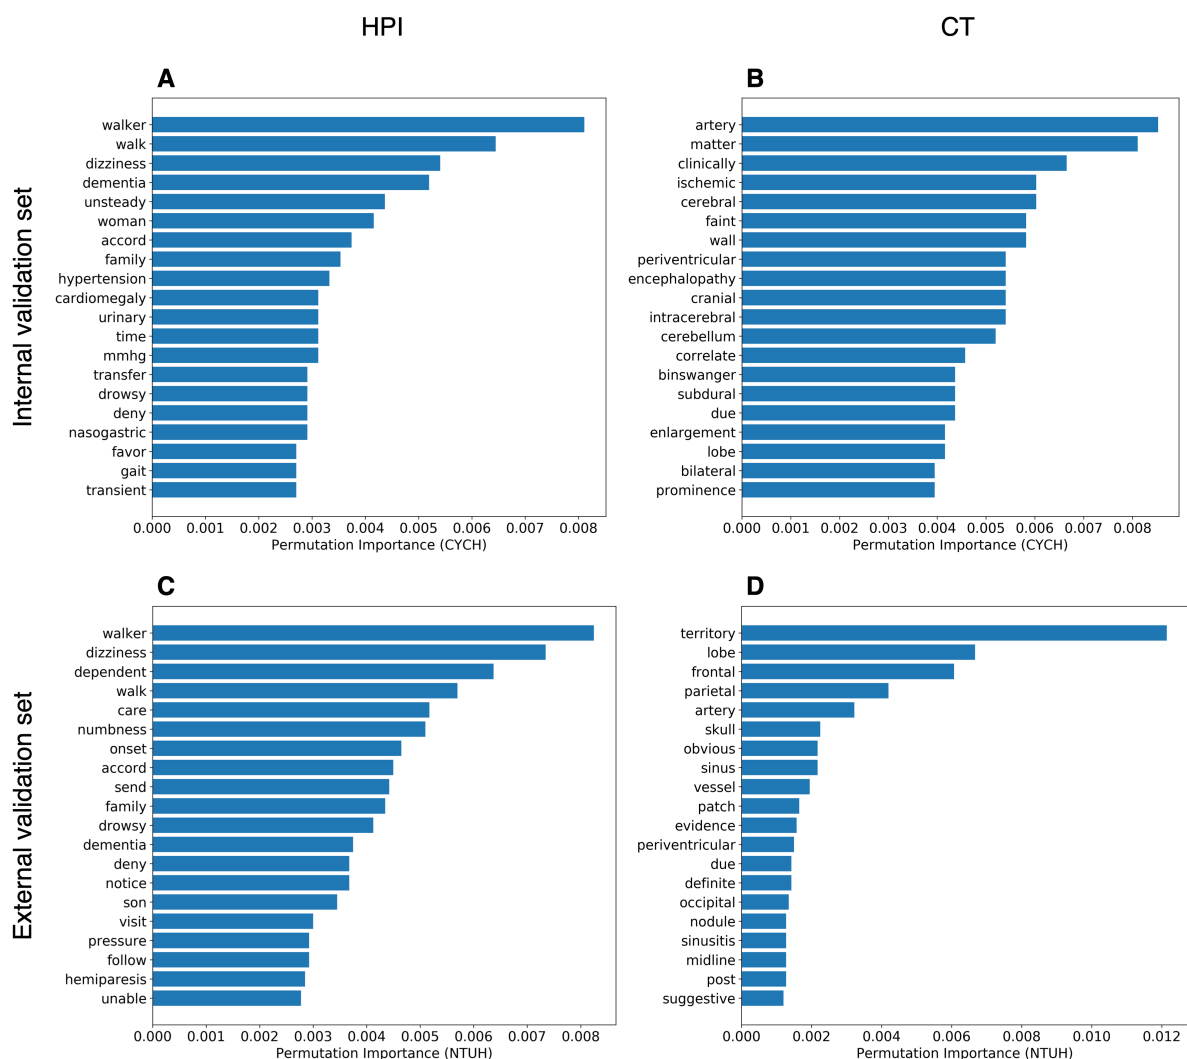 HPI
CT
A
B
Internal validation set
walker
walk
dizziness
dementia
unsteady
woman
accord
family
hypertension
cardiomegaly
urinary
time
mmhg
transfer
drowsy
deny
nasogastric
favor
gait
transient
0.000 0.001 0.002 0.003 0.004 0.005 0.006 0.007 0.008
Permutation Importance (CYCH)
artery
matter
clinically
ischemic
cerebral
faint
wall
periventricular
encephalopathy
cranial
intracerebral
cerebellum
correlate
binswanger
subdural
due
enlargement
lobe
bilateral
prominence
0.000 0.001 0.002 0.003 0.004 0.005 0.006 0.007 0.008
Permutation Importance (CYCH)
C
D
External validation set
walker
dizziness
dependent
walk
care
numbness
onset
accord
send
family
drowsy
dementia
deny
notice
son
visit
pressure
follow
hemiparesis
unable
0.000 0.001 0.002 0.003 0.004 0.005 0.006 0.007 0.008
Permutation Importance (NTUH)
territory
lobe
frontal
parietal
artery
skull
obvious
sinus
vessel
patch
evidence
periventricular
due
definite
occipital
nodule
sinusitis
midline
post
suggestive
0.000 0.002 0.004 0.006 0.008 0.010 0.012
Permutation Importance (NTUH)